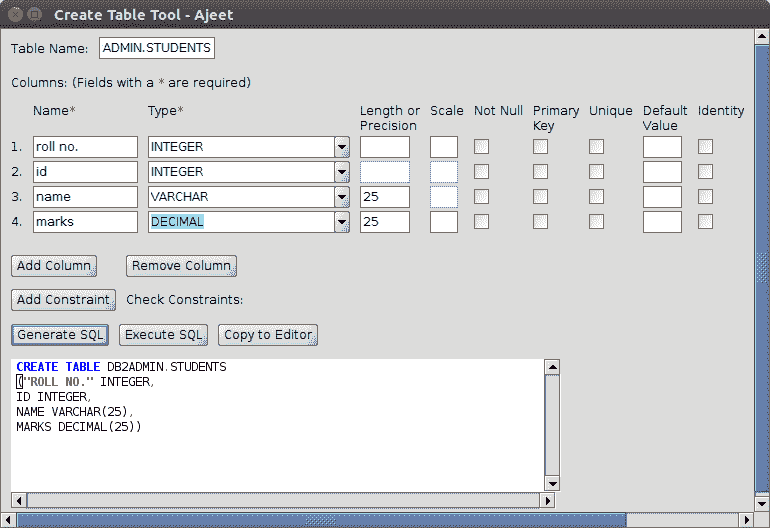 Create Table Tool - Ajeet
Table Name: ADMIN.STUDENTS
Columns: (Fields with a * are required)
Name* Type* Length or Precision Scale Not Null Primary Key Unique Default Value Identity
1. roll no. INTEGER
2. id INTEGER
3. name VARCHAR 25
4. marks DECIMAL 25
Add Column Remove Column
Add Constraint Check Constraints:
Generate SQL Execute SQL Copy to Editor
CREATE TABLE DB2ADMIN.STUDENTS
("ROLL NO." INTEGER,
ID INTEGER,
NAME VARCHAR(25),
MARKS DECIMAL(25))